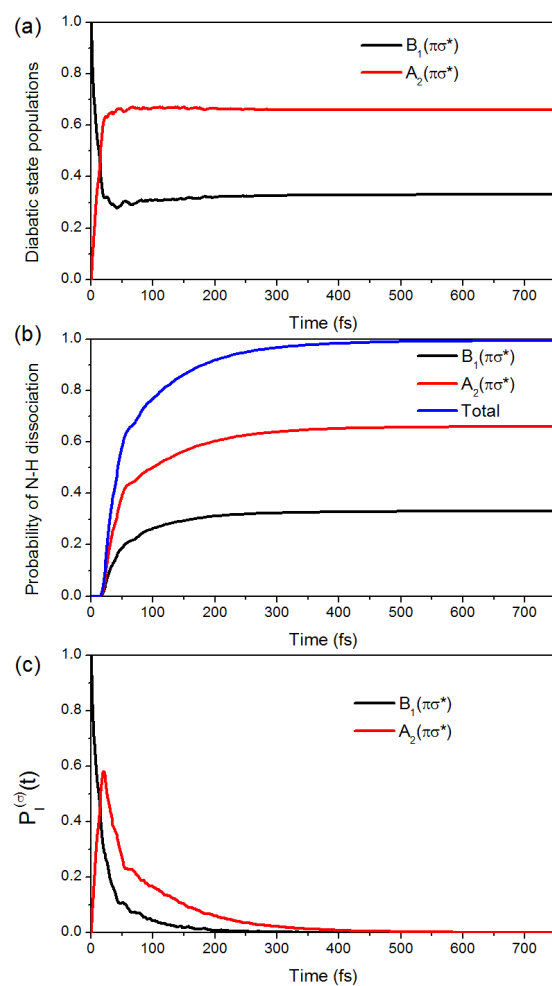 (a)
Diabatic state populations
1.0
0.8
0.6
0.4
0.2
0.0
B₁(πσ*)
A₂(πσ*)
0 100 200 300 400 500 600 700
Time (fs)
(b)
Probability of N-H dissociation
1.0
0.8
0.6
0.4
0.2
0.0
B₁(πσ*)
A₂(πσ*)
Total
0 100 200 300 400 500 600 700
Time (fs)
(c)
P_I^(σ)(t)
1.0
0.8
0.6
0.4
0.2
0.0
B₁(πσ*)
A₂(πσ*)
0 100 200 300 400 500 600 700
Time (fs)